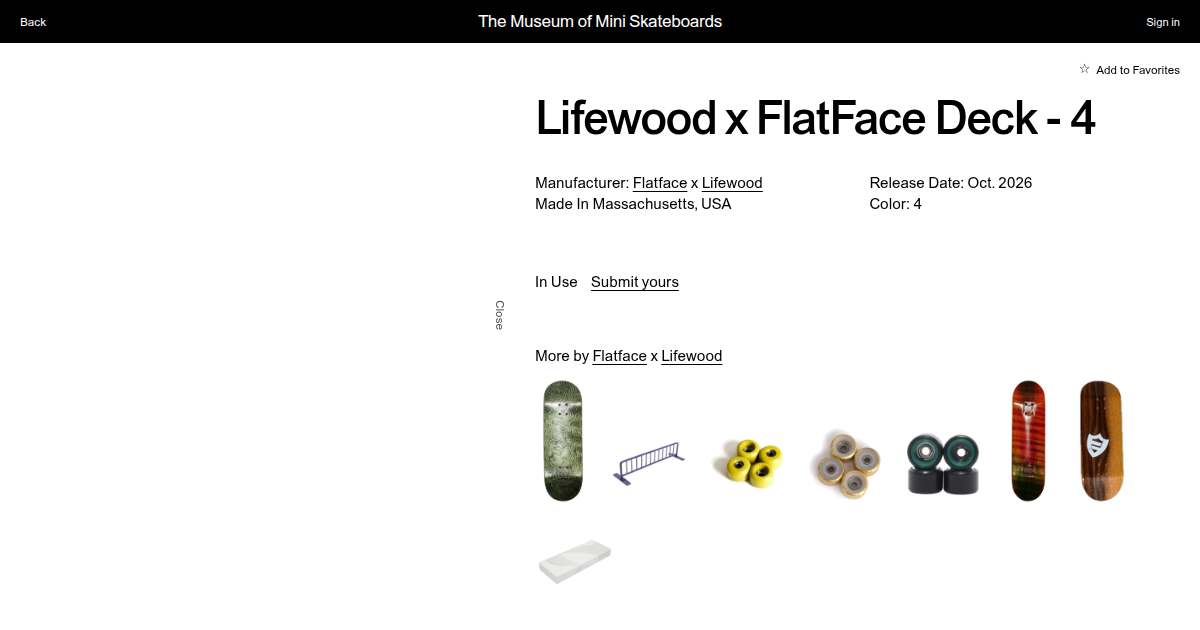 Back
The Museum of Mini Skateboards
Sign in
☆ Add to Favorites
Lifewood x FlatFace Deck - 4
Manufacturer: Flatface x Lifewood
Made In Massachusetts, USA
Release Date: Oct. 2026
Color: 4
In Use Submit yours
Close
More by Flatface x Lifewood